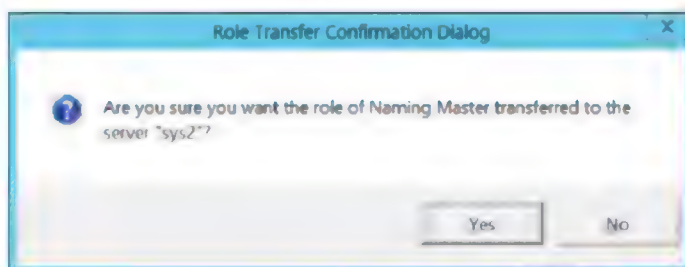 Role Transfer Confirmation Dialog
Are you sure you want the role of Naming Master transferred to the
server "sys2"?
Yes No